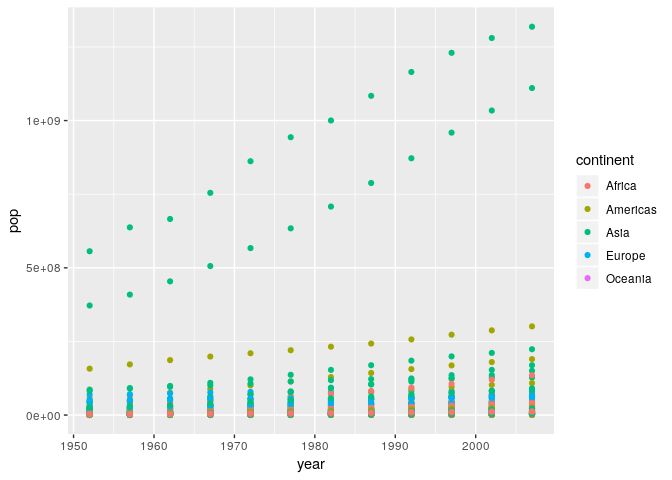 1e+09
5e+08
0e+00
pop
1950 1960 1970 1980 1990 2000
year
continent
Africa
Americas
Asia
Europe
Oceania